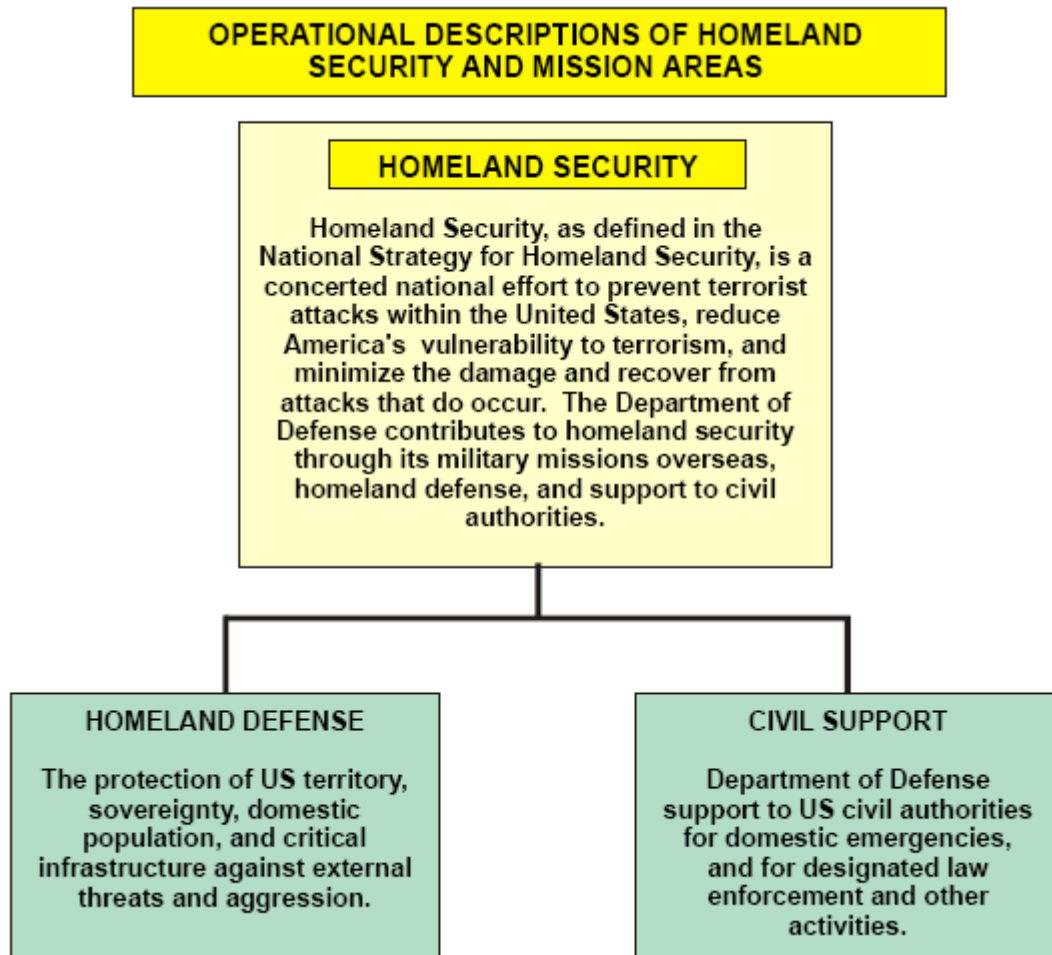 OPERATIONAL DESCRIPTIONS OF HOMELAND
SECURITY AND MISSION AREAS
HOMELAND SECURITY
Homeland Security, as defined in the
National Strategy for Homeland Security, is a
concerted national effort to prevent terrorist
attacks within the United States, reduce
America's  vulnerability to terrorism, and
minimize the damage and recover from
attacks that do occur.  The Department of
Defense contributes to homeland security
through its military missions overseas,
homeland defense, and support to civil
authorities.
HOMELAND DEFENSE
The protection of US territory,
sovereignty, domestic
population, and critical
infrastructure against external
threats and aggression.
CIVIL SUPPORT
Department of Defense
support to US civil authorities
for domestic emergencies,
and for designated law
enforcement and other
activities.